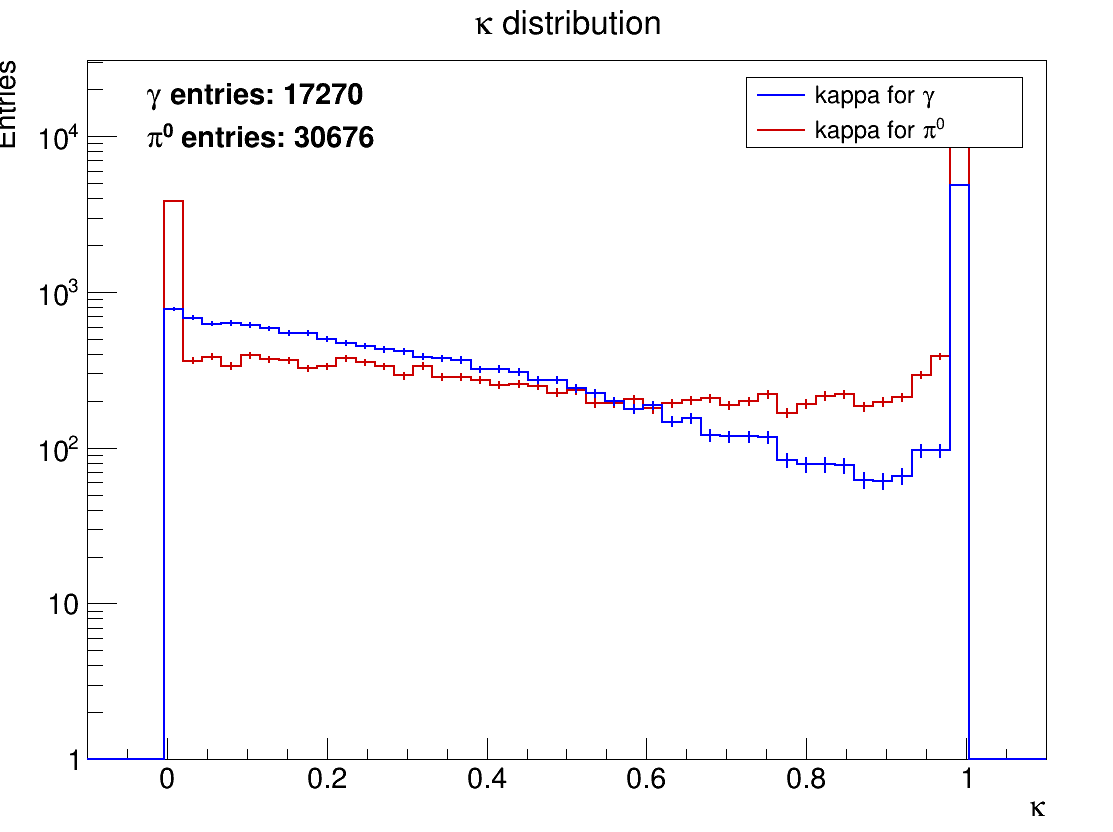 κ distribution
Entries
γ entries: 17270
π⁰ entries: 30676
kappa for γ
kappa for π⁰
10⁴
10³
10²
10
1
0 0.2 0.4 0.6 0.8 1
κ